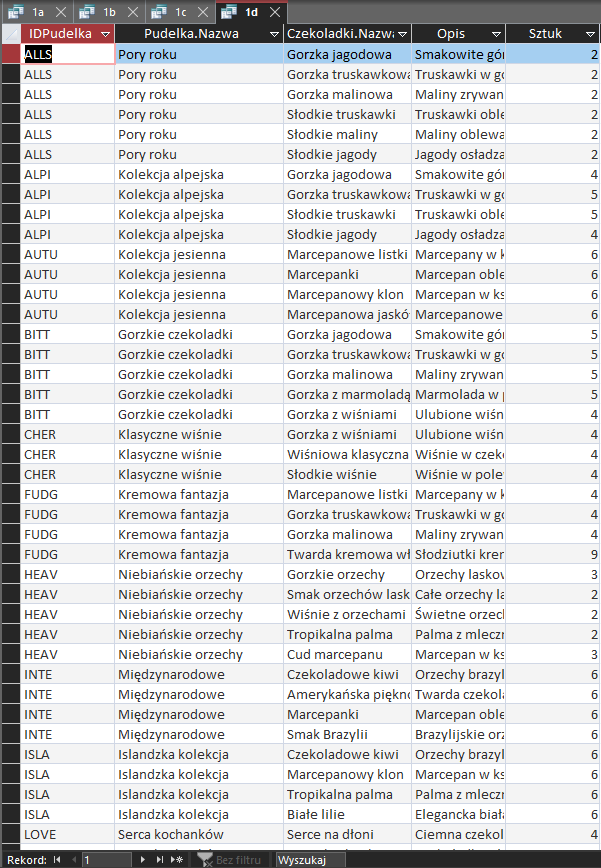 1a 1b 1c 1d
IDPudelka Pudelka.Nazwa Czekoladki.Nazwa Opis Sztuk
ALLS Pory roku Gorzka jagodowa Smakowite gór 2
ALLS Pory roku Gorzka truskawkowa Truskawki w go 2
ALLS Pory roku Gorzka malinowa Maliny zrywan 2
ALLS Pory roku Słodkie truskawki Truskawki oble 2
ALLS Pory roku Słodkie maliny Maliny oblewa 2
ALLS Pory roku Słodkie jagody Jagody osładza 2
ALPI Kolekcja alpejska Gorzka jagodowa Smakowite gór 4
ALPI Kolekcja alpejska Gorzka truskawkowa Truskawki w go 5
ALPI Kolekcja alpejska Słodkie truskawki Truskawki oble 5
ALPI Kolekcja alpejska Słodkie jagody Jagody osładza 4
AUTU Kolekcja jesienna Marcepanowe listki Marcepany w k 6
AUTU Kolekcja jesienna Marcepanki Marcepan oble 6
AUTU Kolekcja jesienna Marcepanowy klon Marcepan w ks 6
AUTU Kolekcja jesienna Marcepanowa jaskół Marcepanowe 6
BITT Gorzkie czekoladki Gorzka jagodowa Smakowite gór 5
BITT Gorzkie czekoladki Gorzka truskawkowa Truskawki w go 5
BITT Gorzkie czekoladki Gorzka malinowa Maliny zrywan 5
BITT Gorzkie czekoladki Gorzka z marmoladą Marmolada w p 5
BITT Gorzkie czekoladki Gorzka z wiśniami Ulubione wiśn 4
CHER Klasyczne wiśnie Gorzka z wiśniami Ulubione wiśn 4
CHER Klasyczne wiśnie Wiśniowa klasyczna Wiśnie w czeko 4
CHER Klasyczne wiśnie Słodkie wiśnie Wiśnie w polew 4
FUDG Kremowa fantazja Marcepanowe listki Marcepany w k 4
FUDG Kremowa fantazja Gorzka truskawkowa Truskawki w go 4
FUDG Kremowa fantazja Gorzka malinowa Maliny zrywan 4
FUDG Kremowa fantazja Twarda kremowa wł Słodziutki krem 9
HEAV Niebiańskie orzechy Gorzkie orzechy Orzechy laskow 3
HEAV Niebiańskie orzechy Smak orzechów lask Całe orzechy la 2
HEAV Niebiańskie orzechy Wiśnie z orzechami Świetne orzech 2
HEAV Niebiańskie orzechy Tropikalna palma Palma z mleczn 2
HEAV Niebiańskie orzechy Cud marcepanu Marcepan w ks 3
INTE Międzynarodowe Czekoladowe kiwi Orzechy brazyl 6
INTE Międzynarodowe Amerykańska piękno Twarda czekola 6
INTE Międzynarodowe Marcepanki Marcepan oble 6
INTE Międzynarodowe Smak Brazylii Brazylijskie orz 6
ISLA Islandzka kolekcja Czekoladowe kiwi Orzechy brazyl 6
ISLA Islandzka kolekcja Marcepanowy klon Marcepan w ks 6
ISLA Islandzka kolekcja Tropikalna palma Palma z mleczn 6
ISLA Islandzka kolekcja Białe lilie Elegancka biała 6
LOVE Serca kochanków Serce na dłoni Ciemna czekol 4
Rekord: 1 Bez filtru Wyszukaj